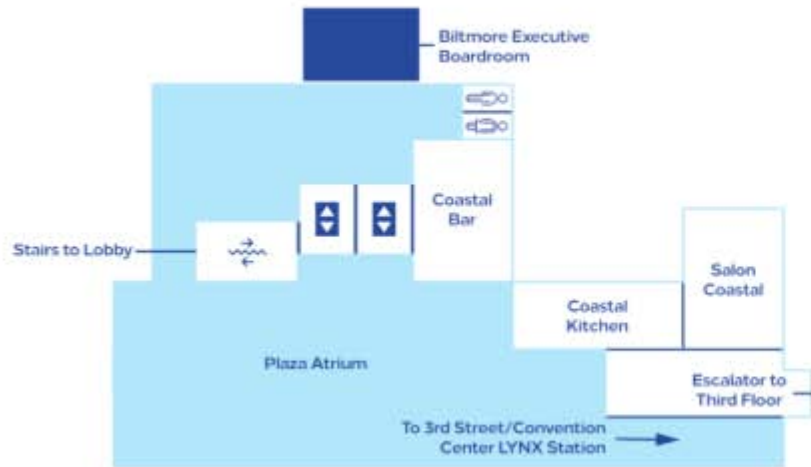 Biltmore Executive
Boardroom
Coastal
Bar
Stairs to Lobby
Salon
Coastal
Coastal
Kitchen
Plaza Atrium
Escalator to
Third Floor
To 3rd Street/Convention
Center LYNX Station